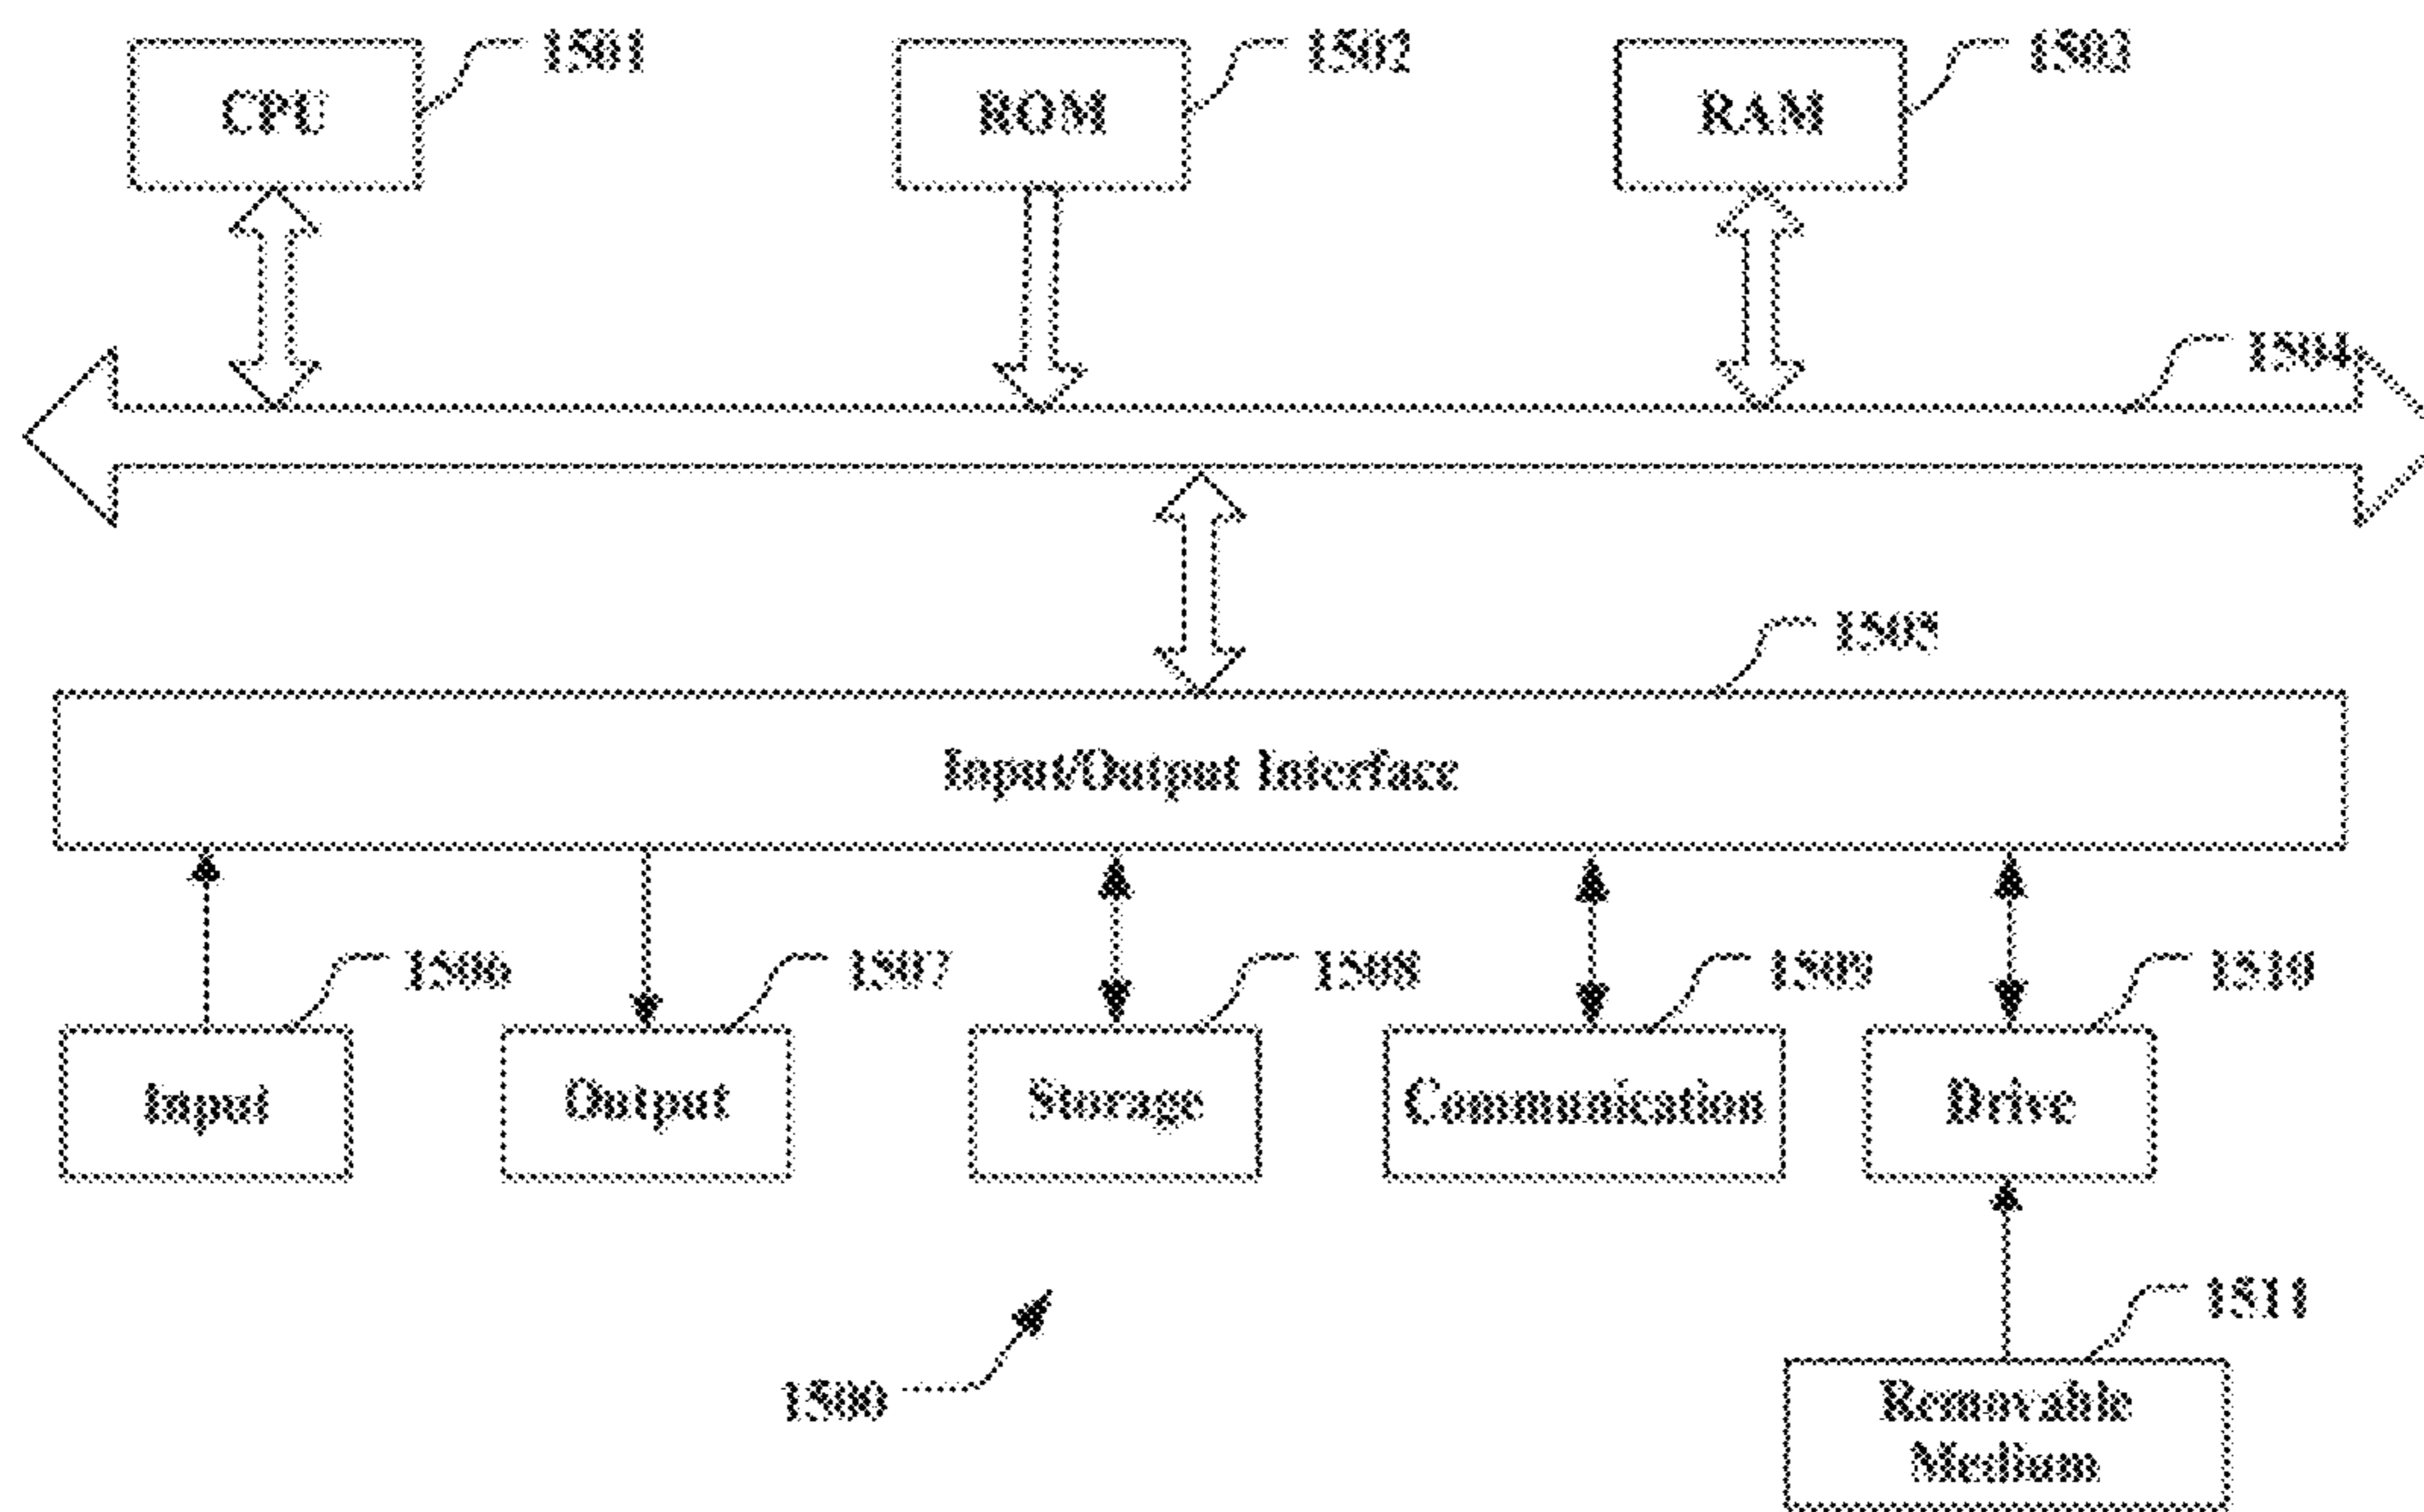 CPU
1501
ROM
1502
RAM
1503
1504
1505
Input/Output Interface
1506
1507
1508
1509
1510
Input
Output
Storage
Communication
Drive
1511
1500
Removable
Medium